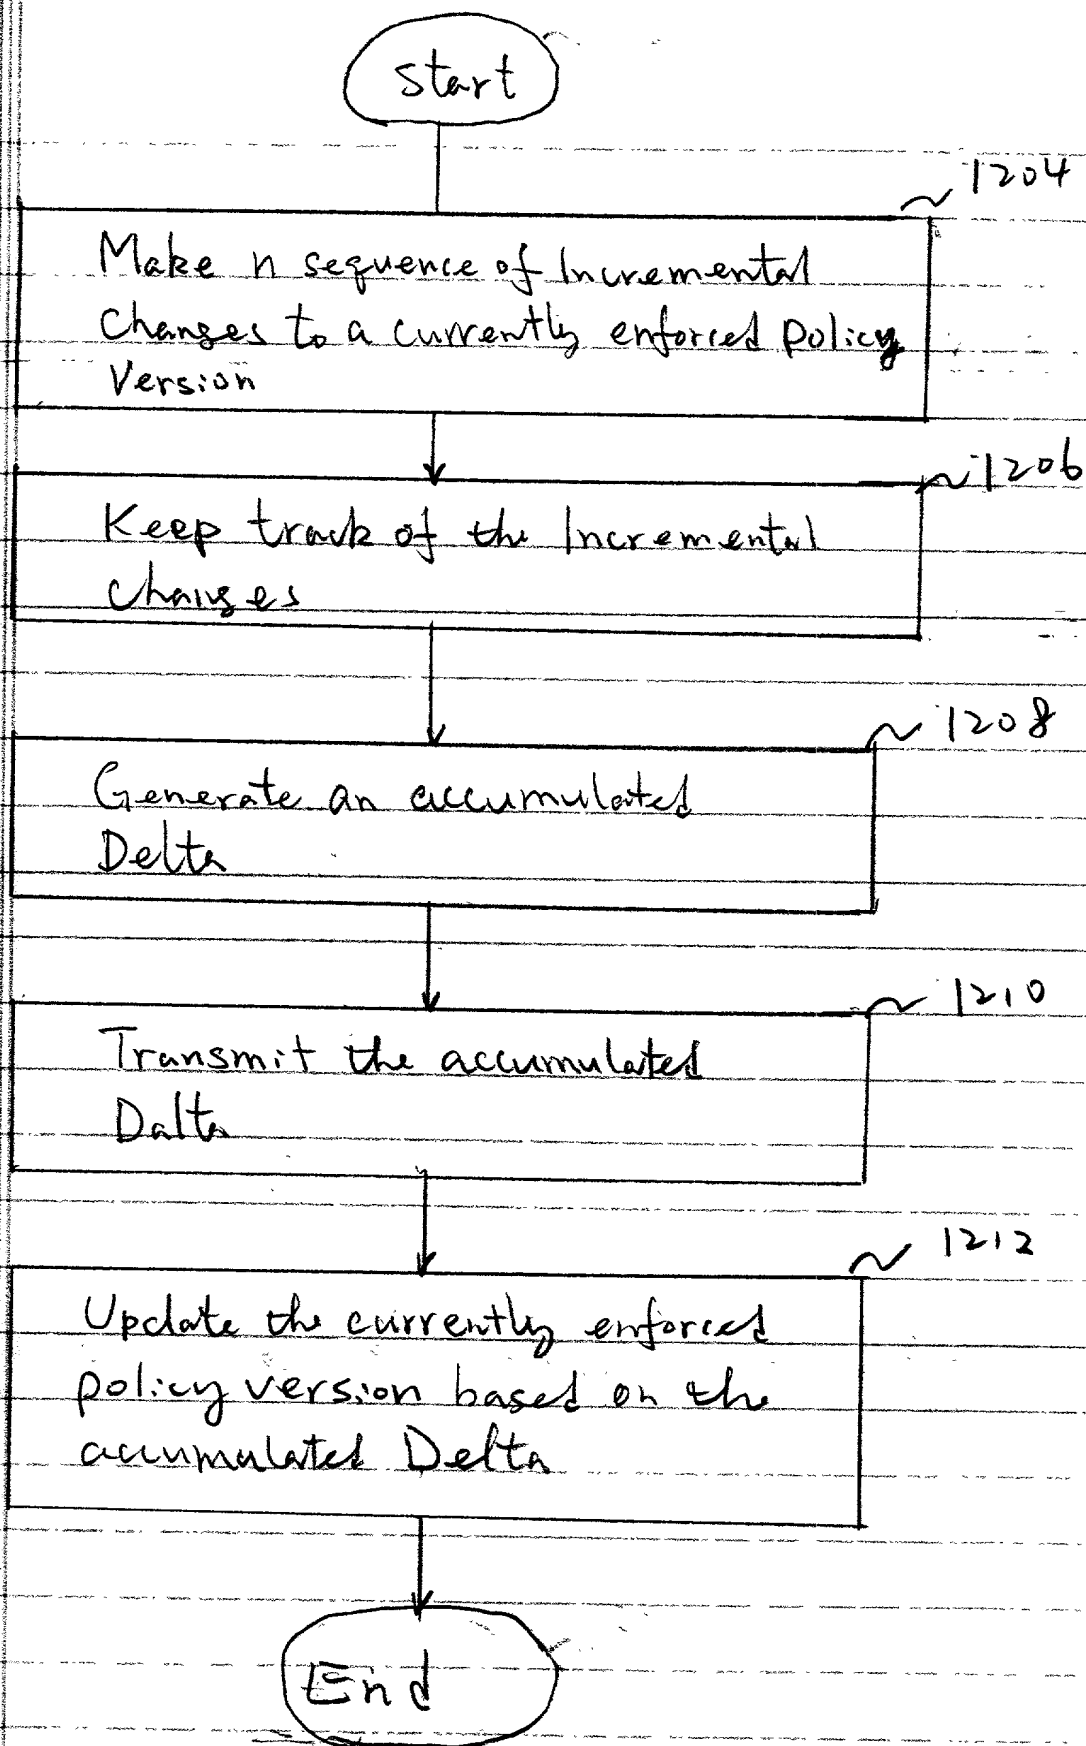 Start
1204
Make n sequence of Incremental
Changes to a currently enforced policy
Version
1206
Keep track of the Incremental
Changes
1208
Generate an accumulated
Delta
1210
Transmit the accumulated
Dalta
1212
Update the currently enforced
policy version based on the
accumulated Delta
End